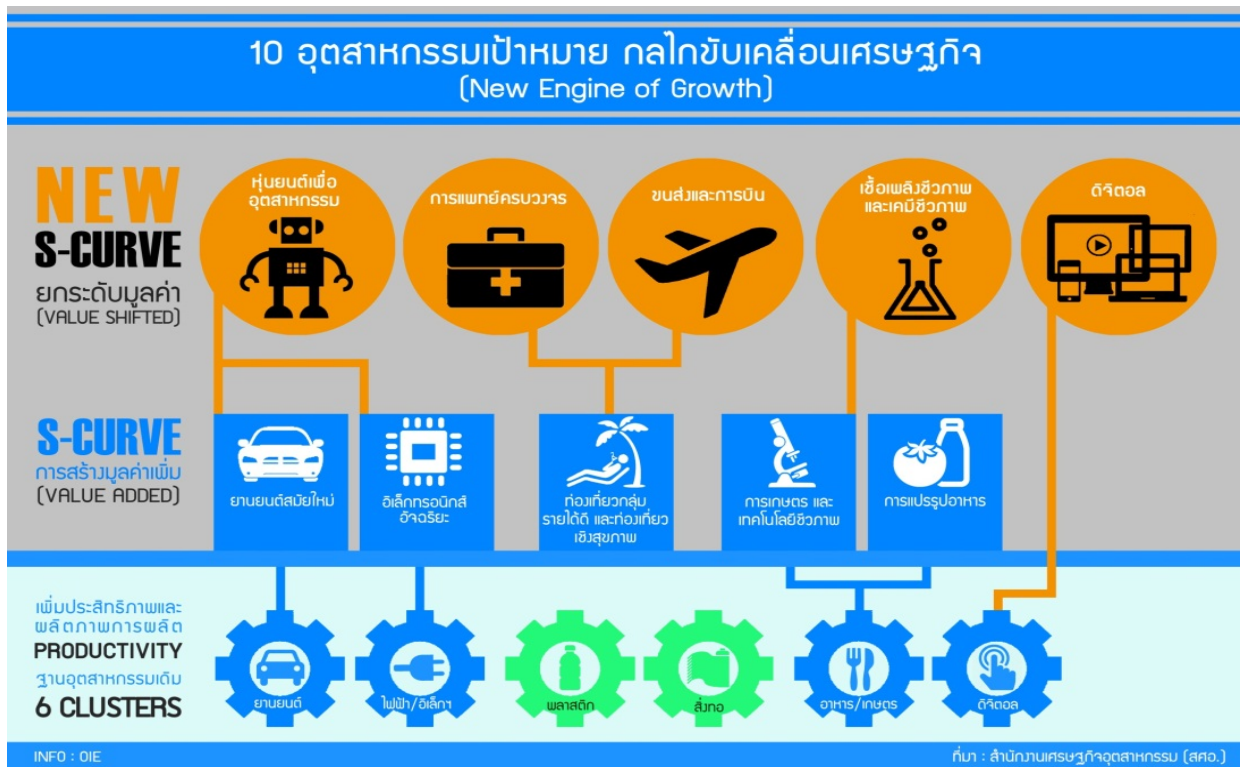 10 อุตสาหกรรมเป้าหมาย กลไกขับเคลื่อนเศรษฐกิจ
(New Engine of Growth)
NEW
S-CURVE
ยกระดับมูลค่า
(VALUE SHIFTED)
หุ่นยนต์เพื่อ
อุตสาหกรรม
การแพทย์ครบวงจร
ขนส่งและการบิน
เชื้อเพลิงชีวภาพ
และเคมีชีวภาพ
ดิจิตอล
S-CURVE
การสร้างมูลค่าเพิ่ม
(VALUE ADDED)
ยานยนต์สมัยใหม่
อิเล็กทรอนิกส์
อัจฉริยะ
ท่องเที่ยวกลุ่ม
รายได้ดี และท่องเที่ยว
เชิงสุขภาพ
การเกษตร และ
เทคโนโลยีชีวภาพ
การแปรรูปอาหาร
เพิ่มประสิทธิภาพและ
ผลิตภาพการผลิต
PRODUCTIVITY
ฐานอุตสาหกรรมเดิม
6 CLUSTERS
ยานยนต์
ไฟฟ้า/อิเล็กฯ
พลาสติก
สิ่งทอ
อาหาร/เกษตร
ดิจิตอล
INFO : OIE
ที่มา : สำนักงานเศรษฐกิจอุตสาหกรรม (สศอ.)